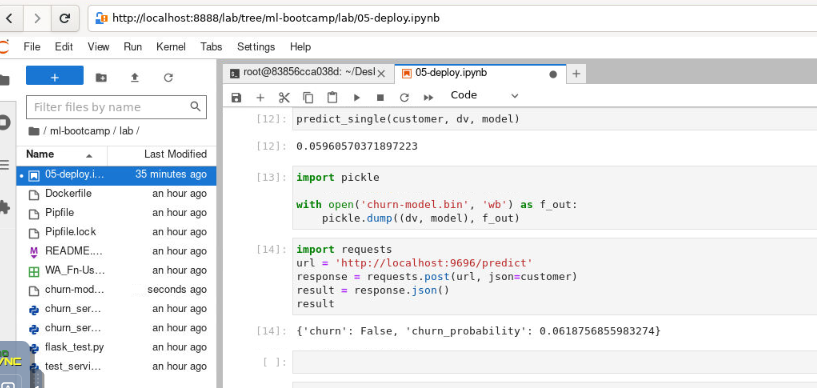 http://localhost:8888/lab/tree/ml-bootcamp/lab/05-deploy.ipynb
File Edit View Run Kernel Tabs Settings Help
root@83856cca038d: ~/Desl
05-deploy.ipynb
Filter files by name
Code
/ ml-bootcamp / lab /
Name Last Modified
05-deploy.i... 35 minutes ago
Dockerfile an hour ago
Pipfile an hour ago
Pipfile.lock an hour ago
README.... an hour ago
WA_Fn-Us... an hour ago
churn-mod... seconds ago
churn_ser... an hour ago
churn_ser... an hour ago
flask_test.py an hour ago
test_servi... an hour ago
[12]: predict_single(customer, dv, model)
[12]: 0.05960570371897223
[13]: import pickle
with open('churn-model.bin', 'wb') as f_out:
pickle.dump((dv, model), f_out)
[14]: import requests
url = 'http://localhost:9696/predict'
response = requests.post(url, json=customer)
result = response.json()
result
[14]: {'churn': False, 'churn_probability': 0.0618756855983274}
[ ]: